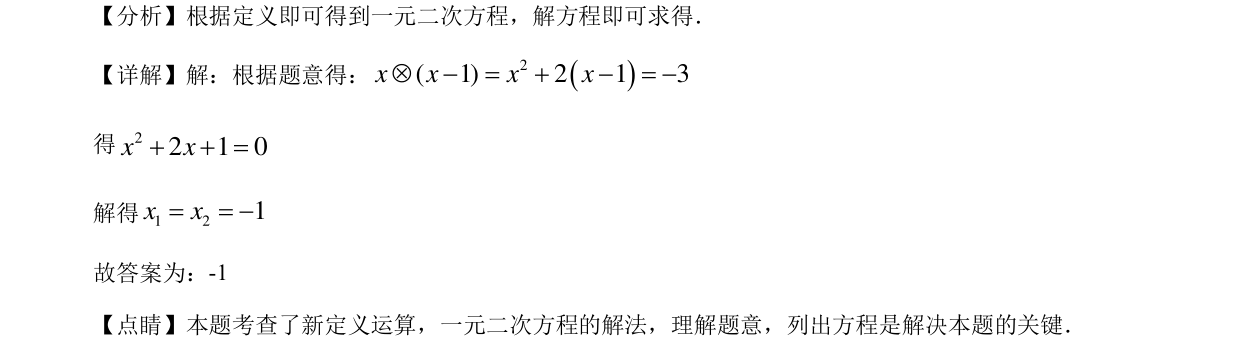 【分析】根据定义即可得到一元二次方程，解方程即可求得．
【详解】解：根据题意得：x⊗(x−1)=x²+2(x−1)=−3
得x²+2x+1=0
解得x₁=x₂=−1
故答案为：-1
【点睛】本题考查了新定义运算，一元二次方程的解法，理解题意，列出方程是解决本题的关键．